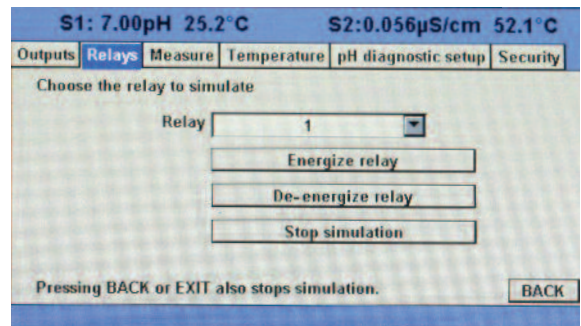 S1: 7.00pH 25.2°C S2:0.056µS/cm 52.1°C
Outputs Relays Measure Temperature pH diagnostic setup Security
Choose the relay to simulate
Relay 1
Energize relay
De-energize relay
Stop simulation
Pressing BACK or EXIT also stops simulation. BACK